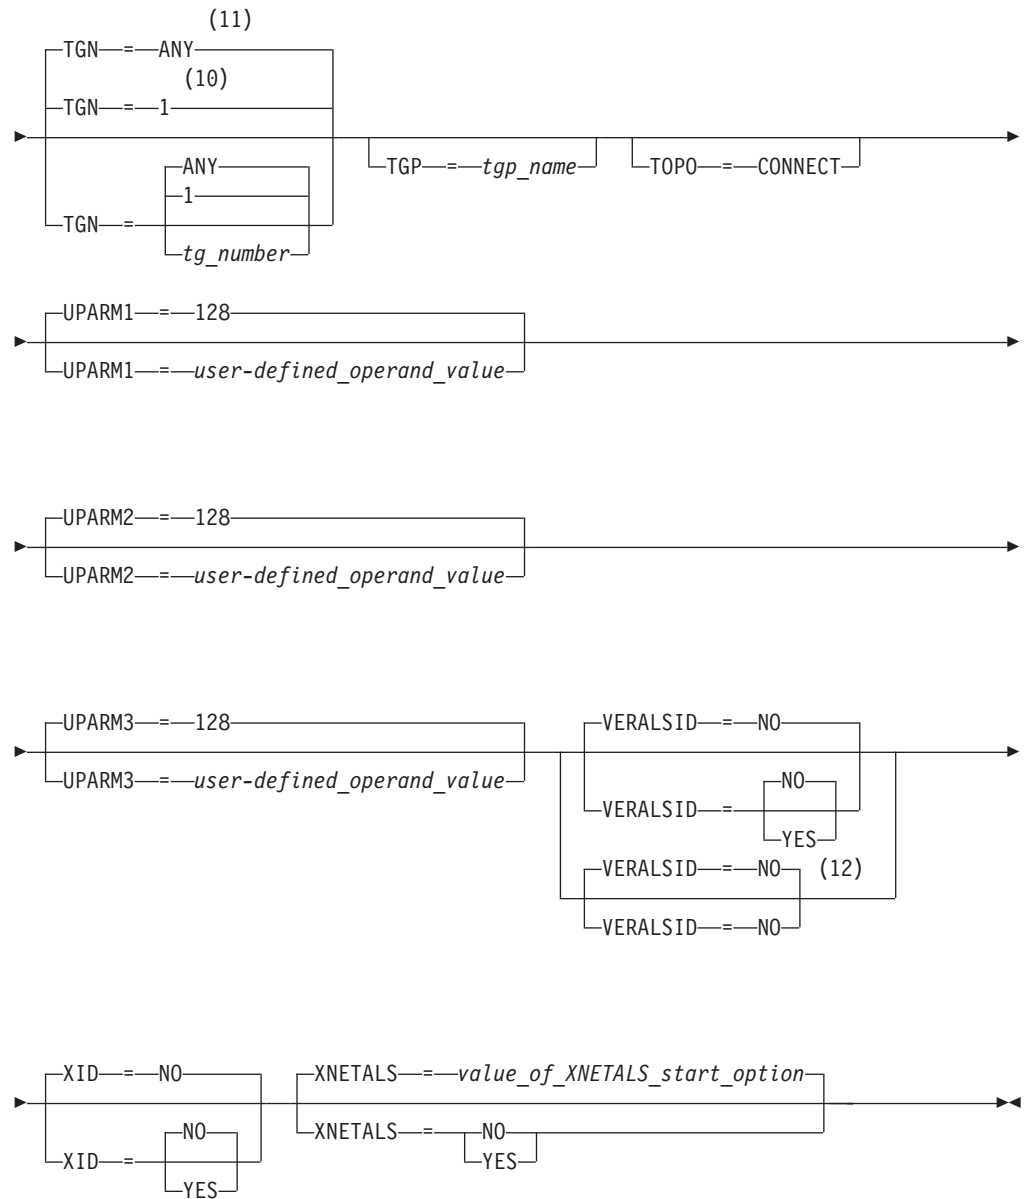 (11)
TGN = ANY
(10)
TGN = 1
TGP = tgp_name
TOPO = CONNECT
ANY
1
TGN =
tg_number
UPARM1 = 128
UPARM1 = user-defined_operand_value
UPARM2 = 128
UPARM2 = user-defined_operand_value
UPARM3 = 128
UPARM3 = user-defined_operand_value
VERALSID = NO
NO
VERALSID =
YES
VERALSID = NO (12)
VERALSID = NO
XID = NO
XNETALS = value_of_XNETALS_start_option
NO
XID =
YES
XNETALS = NO
YES